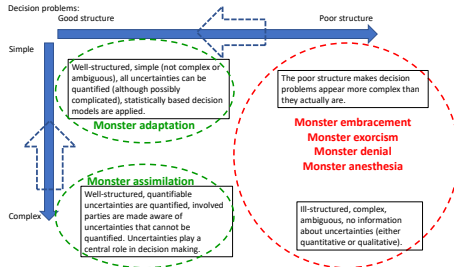 Decision problems:
Good structure
Poor structure
Simple
Well-structured, simple (not complex or
ambiguous), all uncertainties can be
quantified (although possibly
complicated), statistically based decision
models are applied.
Monster adaptation
The poor structure makes decision
problems appear more complex than
they actually are.
Monster embracement
Monster exorcism
Monster denial
Monster anesthesia
Monster assimilation
Well-structured, quantifiable
uncertainties are quantified, involved
parties are made aware of
uncertainties that cannot be
quantified. Uncertainties play a
central role in decision making.
Complex
Ill-structured, complex,
ambiguous, no information
about uncertainties (either
quantitative or qualitative).